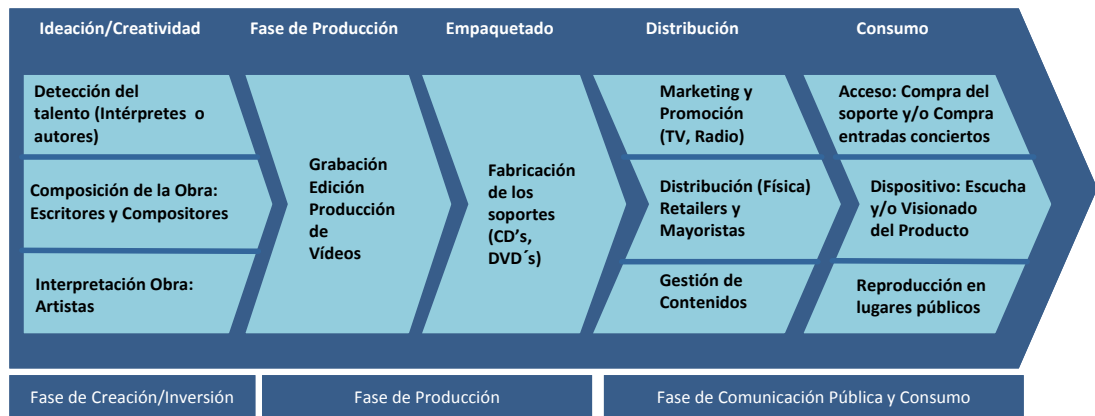 Ideación/Creatividad
Fase de Producción
Empaquetado
Distribución
Consumo
Detección del
talento (Intérpretes o
autores)
Composición de la Obra:
Escritores y Compositores
Interpretación Obra:
Artistas
Grabación
Edición
Producción
de
Vídeos
Fabricación
de los
soportes
(CD's,
DVD´s)
Marketing y
Promoción
(TV, Radio)
Distribución (Física)
Retailers y
Mayoristas
Gestión de
Contenidos
Acceso: Compra del
soporte y/o Compra
entradas conciertos
Dispositivo: Escucha
y/o Visionado
del Producto
Reproducción en
lugares públicos
Fase de Creación/Inversión
Fase de Producción
Fase de Comunicación Pública y Consumo